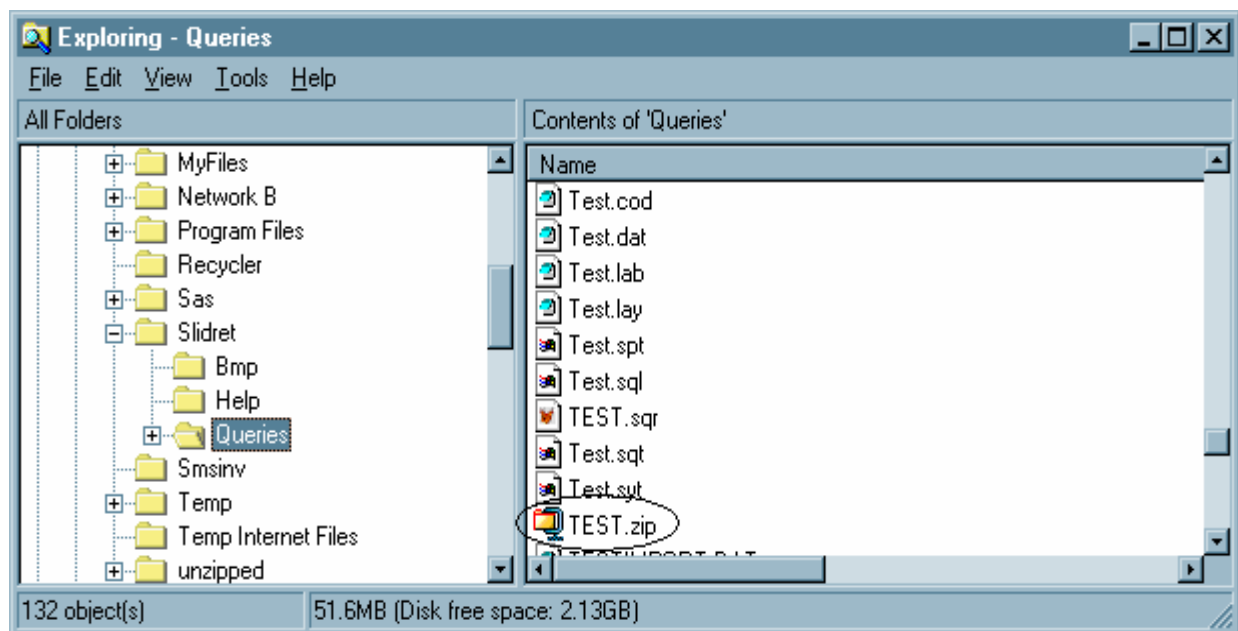 Exploring - Queries
File Edit View Tools Help
All Folders
Contents of 'Queries'
MyFiles
Network B
Program Files
Recycler
Sas
Slidret
Bmp
Help
Queries
Smsinv
Temp
Temp Internet Files
unzipped
Name
Test.cod
Test.dat
Test.lab
Test.lay
Test.spt
Test.sql
TEST.sqr
Test.sqt
Test.syt
TEST.zip
132 object(s)
51.6MB (Disk free space: 2.13GB)